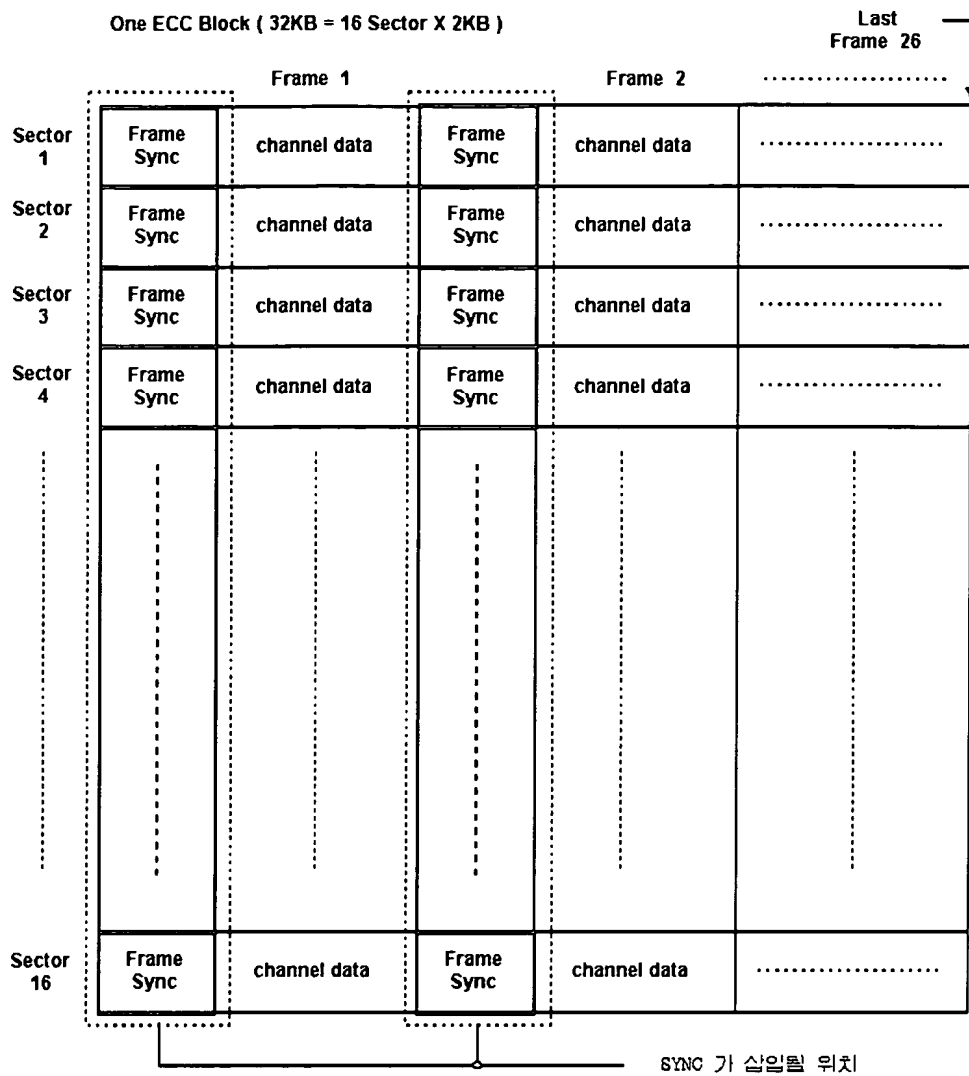 One ECC Block ( 32KB = 16 Sector X 2KB )
Last
Frame 26
Frame 1
Frame 2
Sector
1
Frame
Sync
channel data
Frame
Sync
channel data
Sector
2
Frame
Sync
channel data
Frame
Sync
channel data
Sector
3
Frame
Sync
channel data
Frame
Sync
channel data
Sector
4
Frame
Sync
channel data
Frame
Sync
channel data
Sector
16
Frame
Sync
channel data
Frame
Sync
channel data
SYNC 가 삽입될 위치